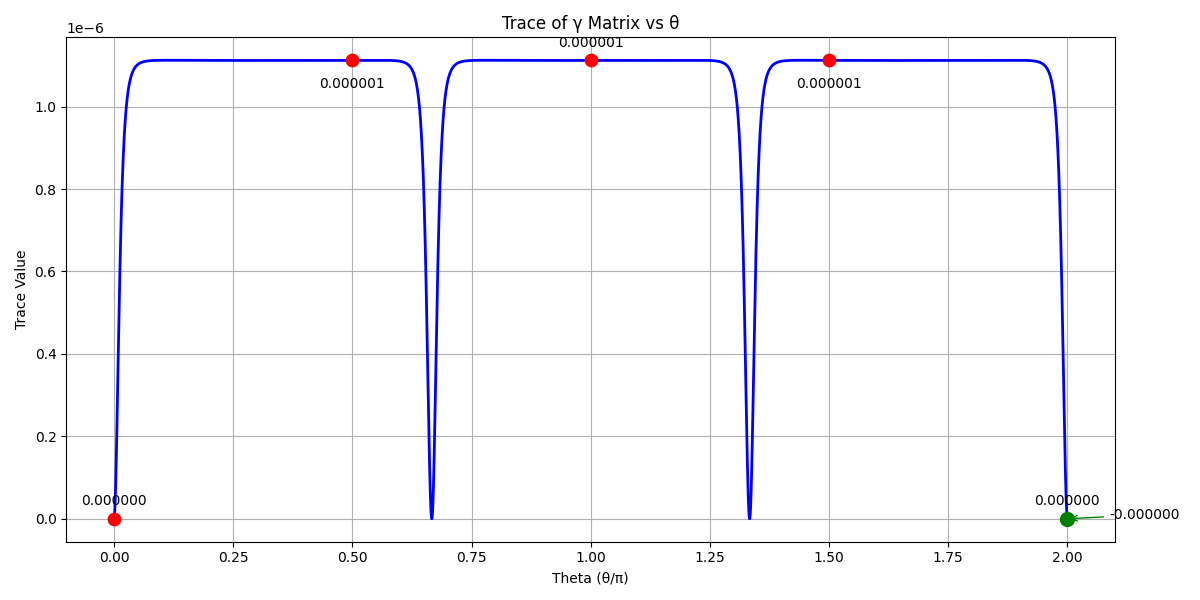 Trace of γ Matrix vs θ
1e−6
0.000001
0.000001
0.000001
1.0
0.8
0.6
0.4
0.2
0.0
Trace Value
0.000000
0.000000
-0.000000
0.00 0.25 0.50 0.75 1.00 1.25 1.50 1.75 2.00
Theta (θ/π)